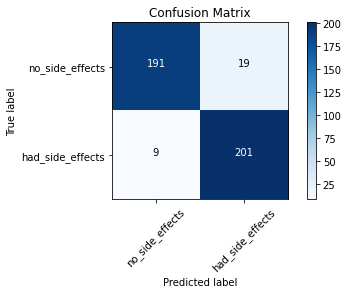 Confusion Matrix
True label
no_side_effects
191
19
had_side_effects
9
201
no_side_effects
had_side_effects
Predicted label
200
175
150
125
100
75
50
25